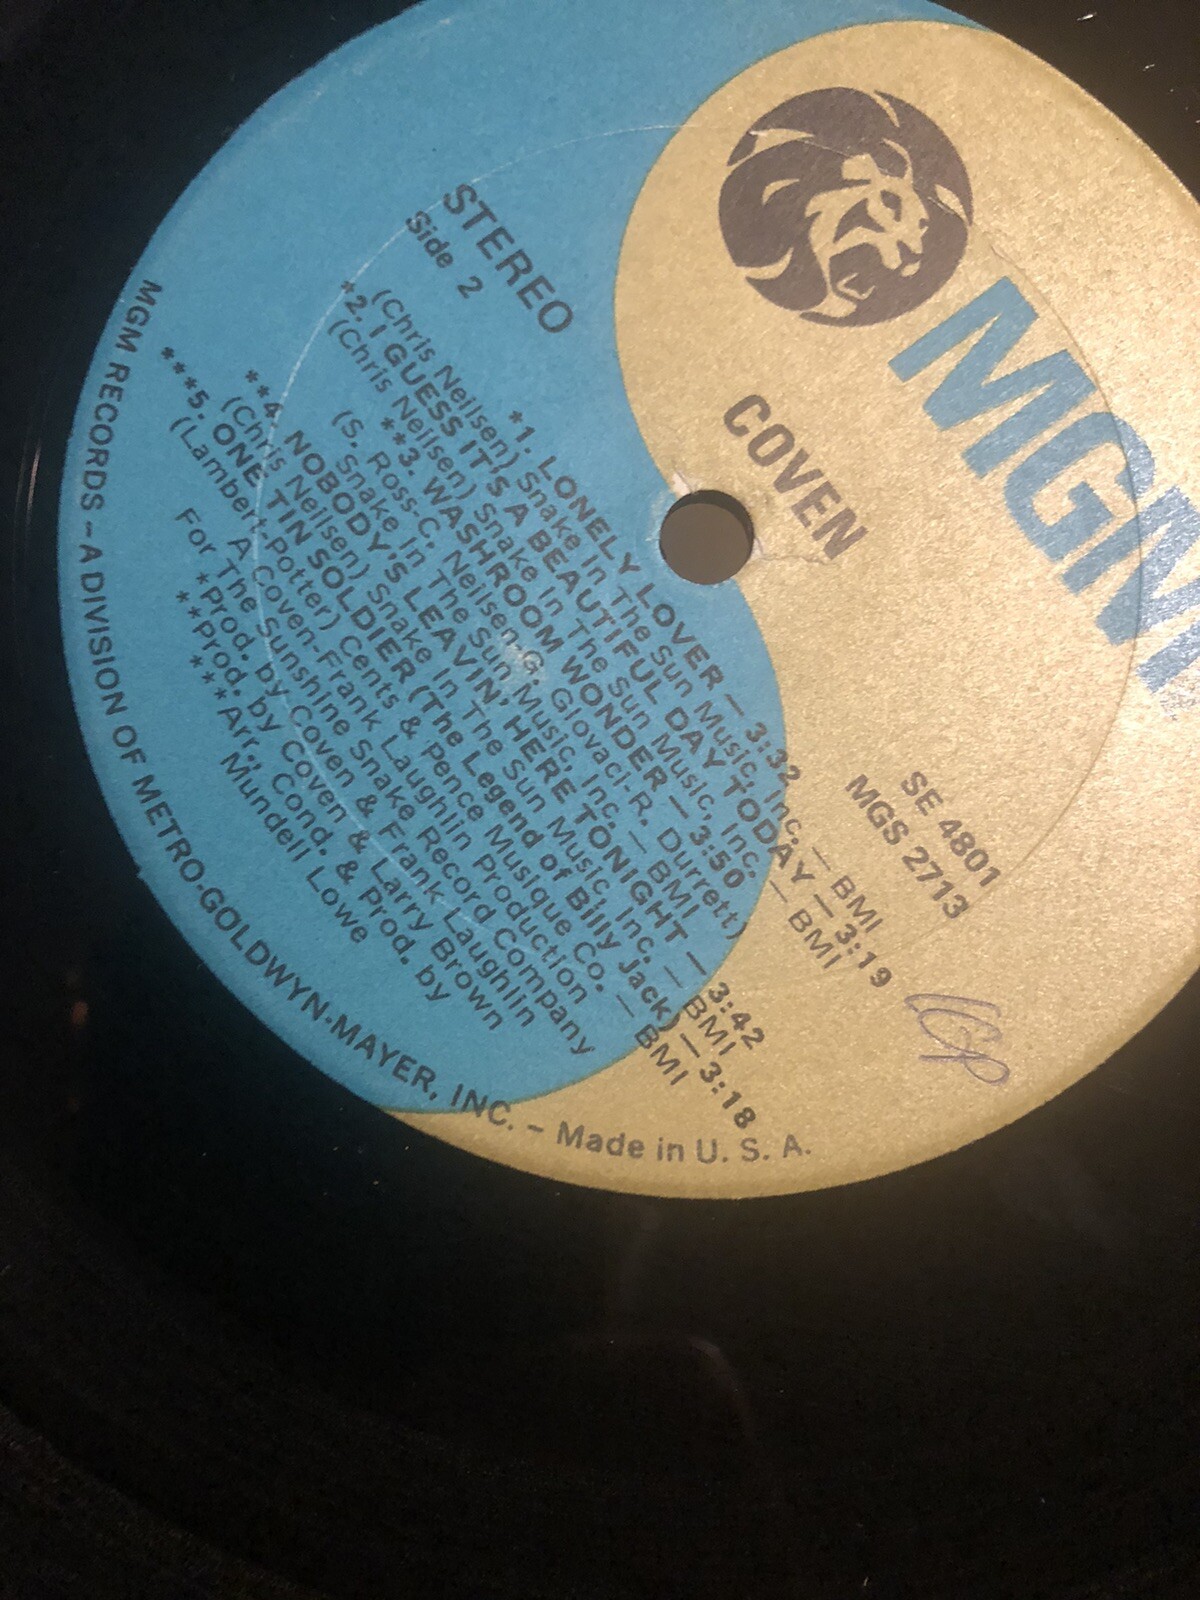 MGM
COVEN
STEREO
Side 2
SE 4801
MGS 2713
*1. LONELY LOVER — 3:32
(Chris Neilsen) Snake In The Sun Music, Inc. — BMI
*2. I GUESS IT'S A BEAUTIFUL DAY TODAY — 3:19
(Chris Neilsen) Snake In The Sun Music, Inc. — BMI
**3. WASHROOM WONDER — 3:50
(S. Ross-C. Neilsen-G. Giovaci-R. Durrett)
Snake In The Sun Music, Inc. — BMI
**4. NOBODY'S LEAVIN' HERE TONIGHT — 3:42
(Chris Neilsen) Snake In The Sun Music, Inc. — BMI
***5. ONE TIN SOLDIER (The Legend of Billy Jack) — 3:18
(Lambert-Potter) Cents & Pence Musique Co. — BMI
A Coven-Frank Laughlin Production
For The Sunshine Snake Record Company
*Prod. by Coven & Frank Laughlin
**Prod. by Coven & Larry Brown
***Arr., Cond. & Prod. by
Mundell Lowe
MGM RECORDS – A DIVISION OF METRO-GOLDWYN-MAYER, INC. – Made in U. S. A.